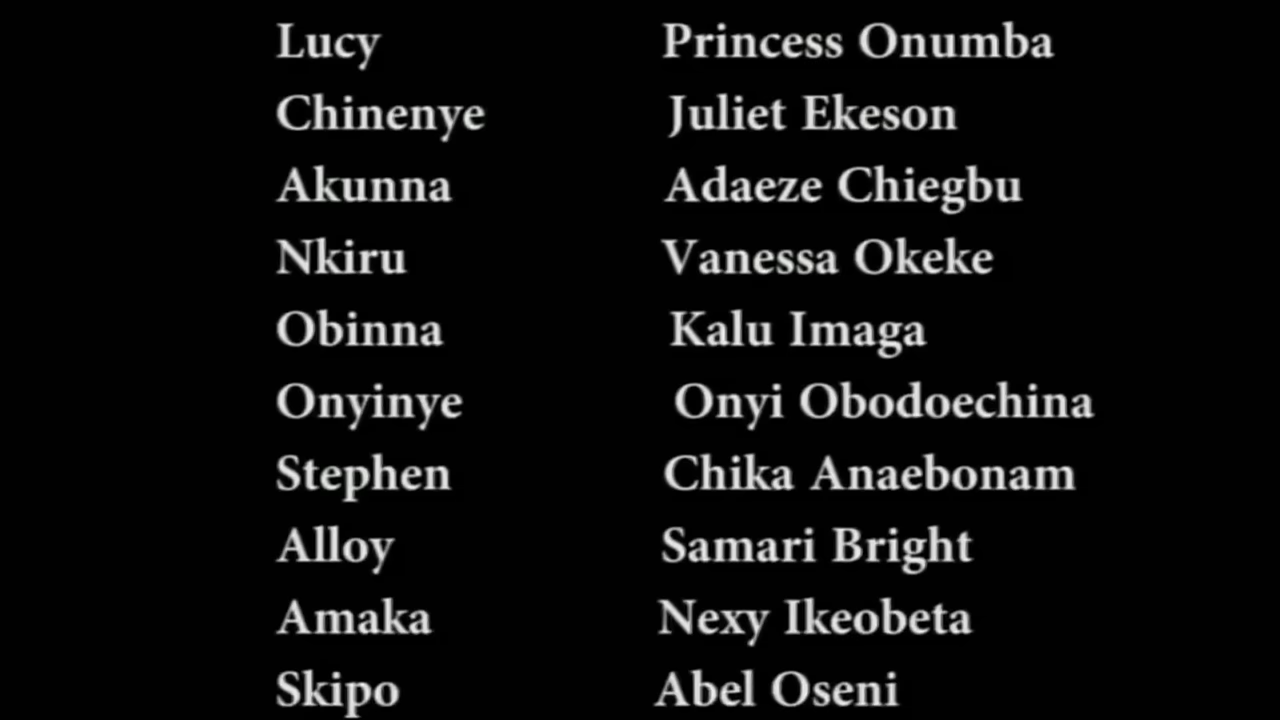 Lucy Princess Onumba
Chinenye Juliet Ekeson
Akunna Adaeze Chiegbu
Nkiru Vanessa Okeke
Obinna Kalu Imaga
Onyinye Onyi Obodoechina
Stephen Chika Anaebonam
Alloy Samari Bright
Amaka Nexy Ikeobeta
Skipo Abel Oseni